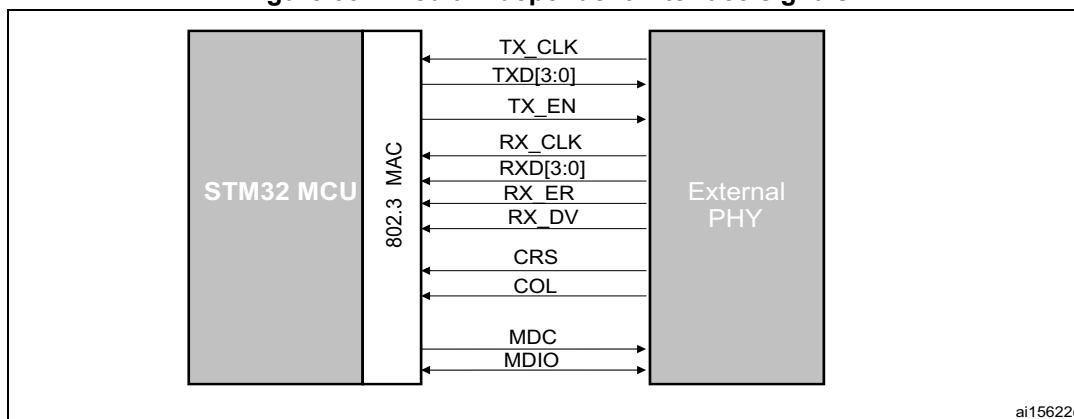 TX_CLK
TXD[3:0]
TX_EN
RX_CLK
RXD[3:0]
RX_ER
RX_DV
CRS
COL
MDC
MDIO
STM32 MCU
802.3 MAC
External
PHY